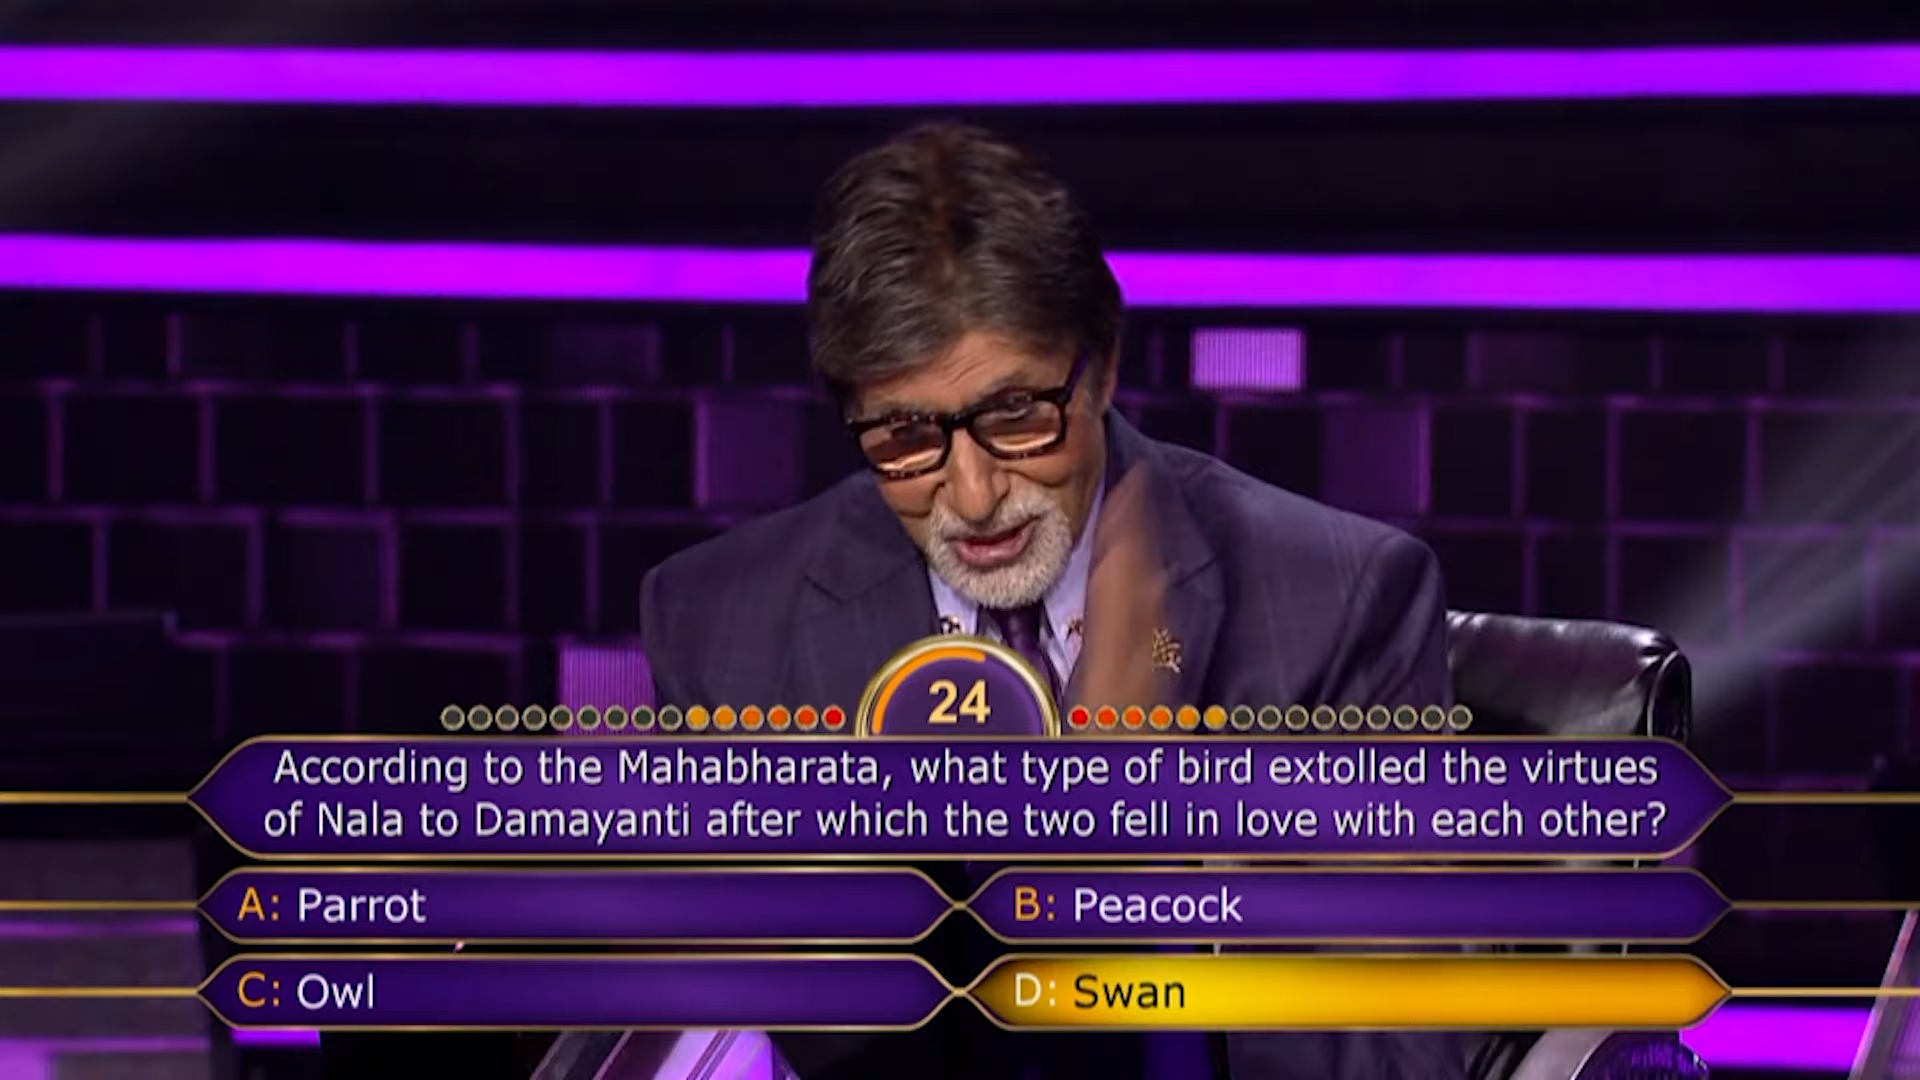 24
According to the Mahabharata, what type of bird extolled the virtues
of Nala to Damayanti after which the two fell in love with each other?
A: Parrot
B: Peacock
C: Owl
D: Swan